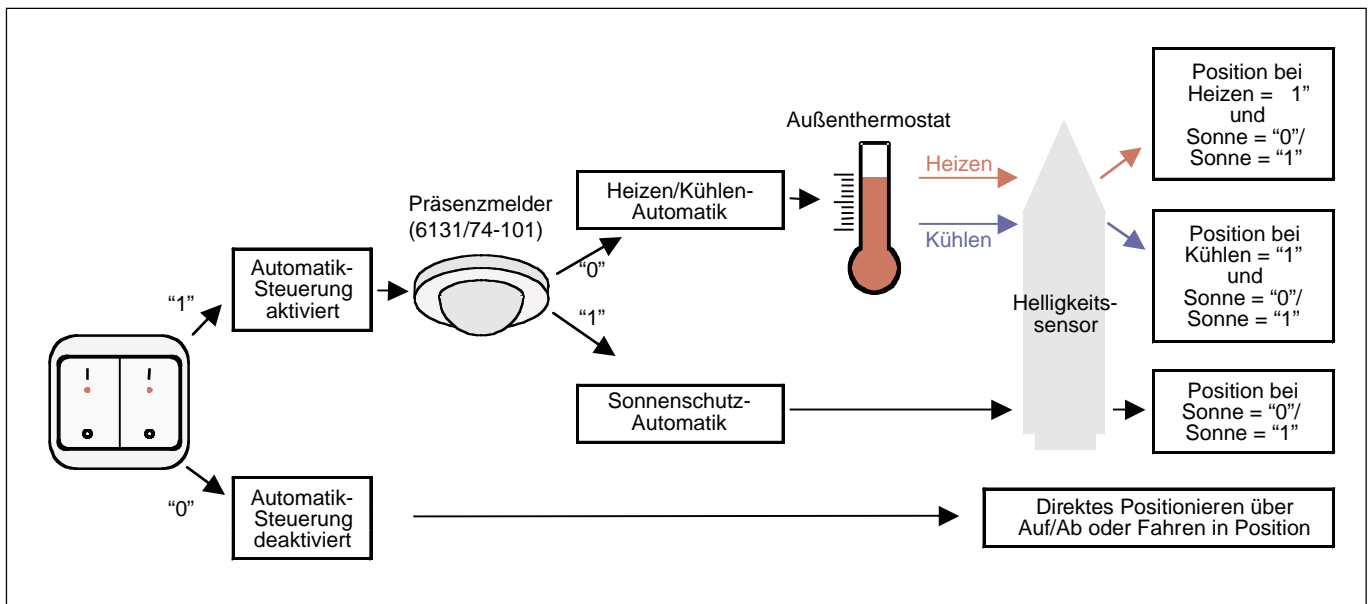 Position bei
Heizen = 1”
und
Sonne = “0”/
Sonne = “1”
Außenthermostat
Heizen
Kühlen
Heizen/Kühlen-
Automatik
Präsenzmelder
(6131/74-101)
“0”
“1”
Position bei
Kühlen = “1”
und
Sonne = “0”/
Sonne = “1”
Automatik-
Steuerung
aktiviert
“1”
Helligkeits-
sensor
Sonnenschutz-
Automatik
Position bei
Sonne = “0”/
Sonne = “1”
“0”
Automatik-
Steuerung
deaktiviert
Direktes Positionieren über
Auf/Ab oder Fahren in Position